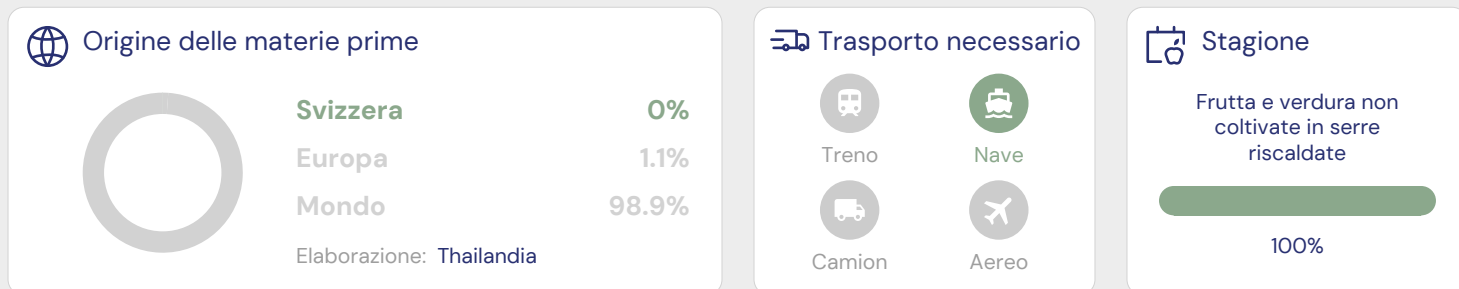 Origine delle materie prime
Svizzera 0%
Europa 1.1%
Mondo 98.9%
Elaborazione: Thailandia
Trasporto necessario
Treno
Nave
Camion
Aereo
Stagione
Frutta e verdura non
coltivate in serre
riscaldate
100%